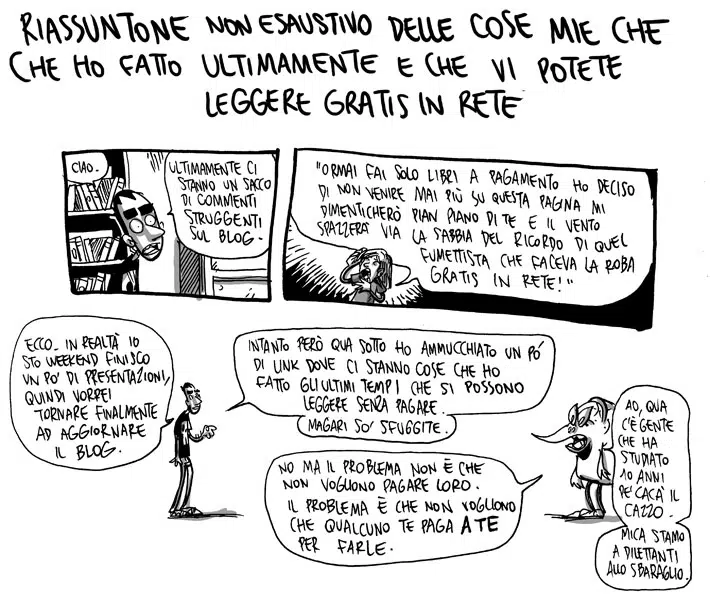 RIASSUNTONE NON ESAUSTIVO DELLE COSE MIE CHE
CHE HO FATTO ULTIMAMENTE E CHE VI POTETE
LEGGERE GRATIS IN RETE
CIAO.
ULTIMAMENTE CI
STANNO UN SACCO
DI COMMENTI
STRUGGENTI
SUL BLOG.
"ORMAI FAI SOLO LIBRI A PAGAMENTO HO DECISO
DI NON VENIRE MAI PIÙ SU QUESTA PAGINA MI
DIMENTICHERÒ PIAN PIANO DI TE E IL VENTO
SPAZZERÀ VIA LA SABBIA DEL RICORDO DI QUEL
FUMETTISTA CHE FACEVA LA ROBA
GRATIS IN RETE!"
ECCO. IN REALTÀ IO
STO WEEKEND FINISCO
UN PO' DI PRESENTAZIONI,
QUINDI VORREI
TORNARE FINALMENTE
AD AGGIORNARE
IL BLOG.
INTANTO PERÒ QUA SOTTO HO AMMUCCHIATO UN PO'
DI LINK DOVE CI STANNO COSE CHE HO
FATTO GLI ULTIMI TEMPI CHE SI POSSONO
LEGGERE SENZA PAGARE.
MAGARI SO' SFUGGITE.
NO MA IL PROBLEMA NON È CHE
NON VOGLIONO PAGARE LORO.
IL PROBLEMA È CHE NON VOGLIONO
CHE QUALCUNO TE PAGA A TE
PER FARLE.
AO, QUA
C'È GENTE
CHE HA
STUDIATO
10 ANNI
PE' CACÀ IL
CAZZO.
MICA STAMO
A DILETTANTI
ALLO SBARAGLIO.